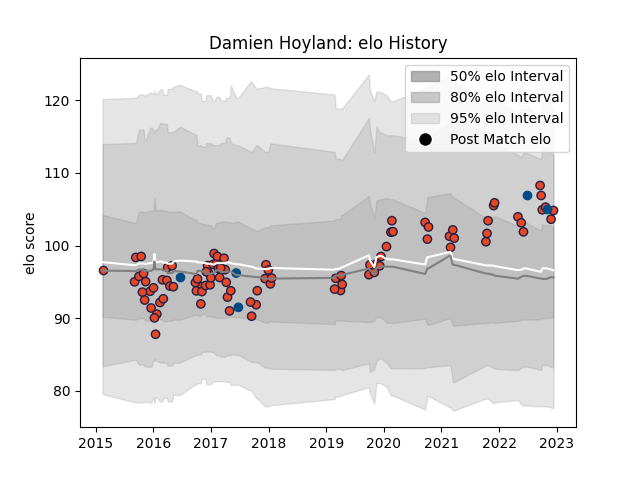 Damien Hoyland: elo History
50% elo Interval
80% elo Interval
95% elo Interval
Post Match elo
elo score
120
110
100
90
80
2015 2016 2017 2018 2019 2020 2021 2022 2023